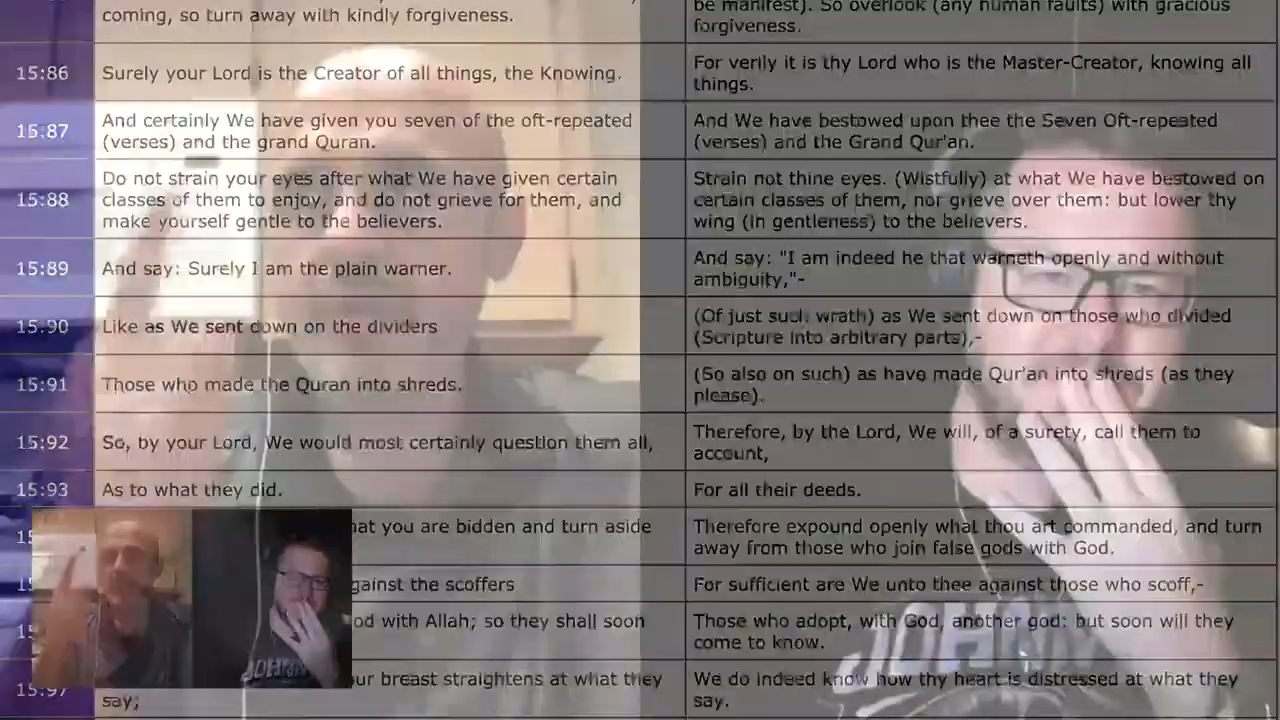 coming, so turn away with kindly forgiveness.
be manifest). So overlook (any human faults) with gracious
forgiveness.
15:86
Surely your Lord is the Creator of all things, the Knowing.
For verily it is thy Lord who is the Master-Creator, knowing all
things.
15:87
And certainly We have given you seven of the oft-repeated
(verses) and the grand Quran.
And We have bestowed upon thee the Seven Oft-repeated
(verses) and the Grand Qur'an.
15:88
Do not strain your eyes after what We have given certain
classes of them to enjoy, and do not grieve for them, and
make yourself gentle to the believers.
Strain not thine eyes. (Wistfully) at what We have bestowed on
certain classes of them, nor grieve over them: but lower thy
wing (in gentleness) to the believers.
15:89
And say: Surely I am the plain warner.
And say: "I am indeed he that warneth openly and without
ambiguity,"-
15:90
Like as We sent down on the dividers
(Of just such wrath) as We sent down on those who divided
(Scripture into arbitrary parts),-
15:91
Those who made the Quran into shreds.
(So also on such) as have made Qur'an into shreds (as they
please).
15:92
So, by your Lord, We would most certainly question them all,
Therefore, by the Lord, We will, of a surety, call them to
account,
15:93
As to what they did.
For all their deeds.
you are bidden and turn aside
Therefore expound openly what thou art commanded, and turn
away from those who join false gods with God.
the scoffers
For sufficient are We unto thee against those who scoff,-
with Allah; so they shall soon
Those who adopt, with God, another god: but soon will they
come to know.
15:97
breast straightens at what they
say;
We do indeed know how thy heart is distressed at what they
say.